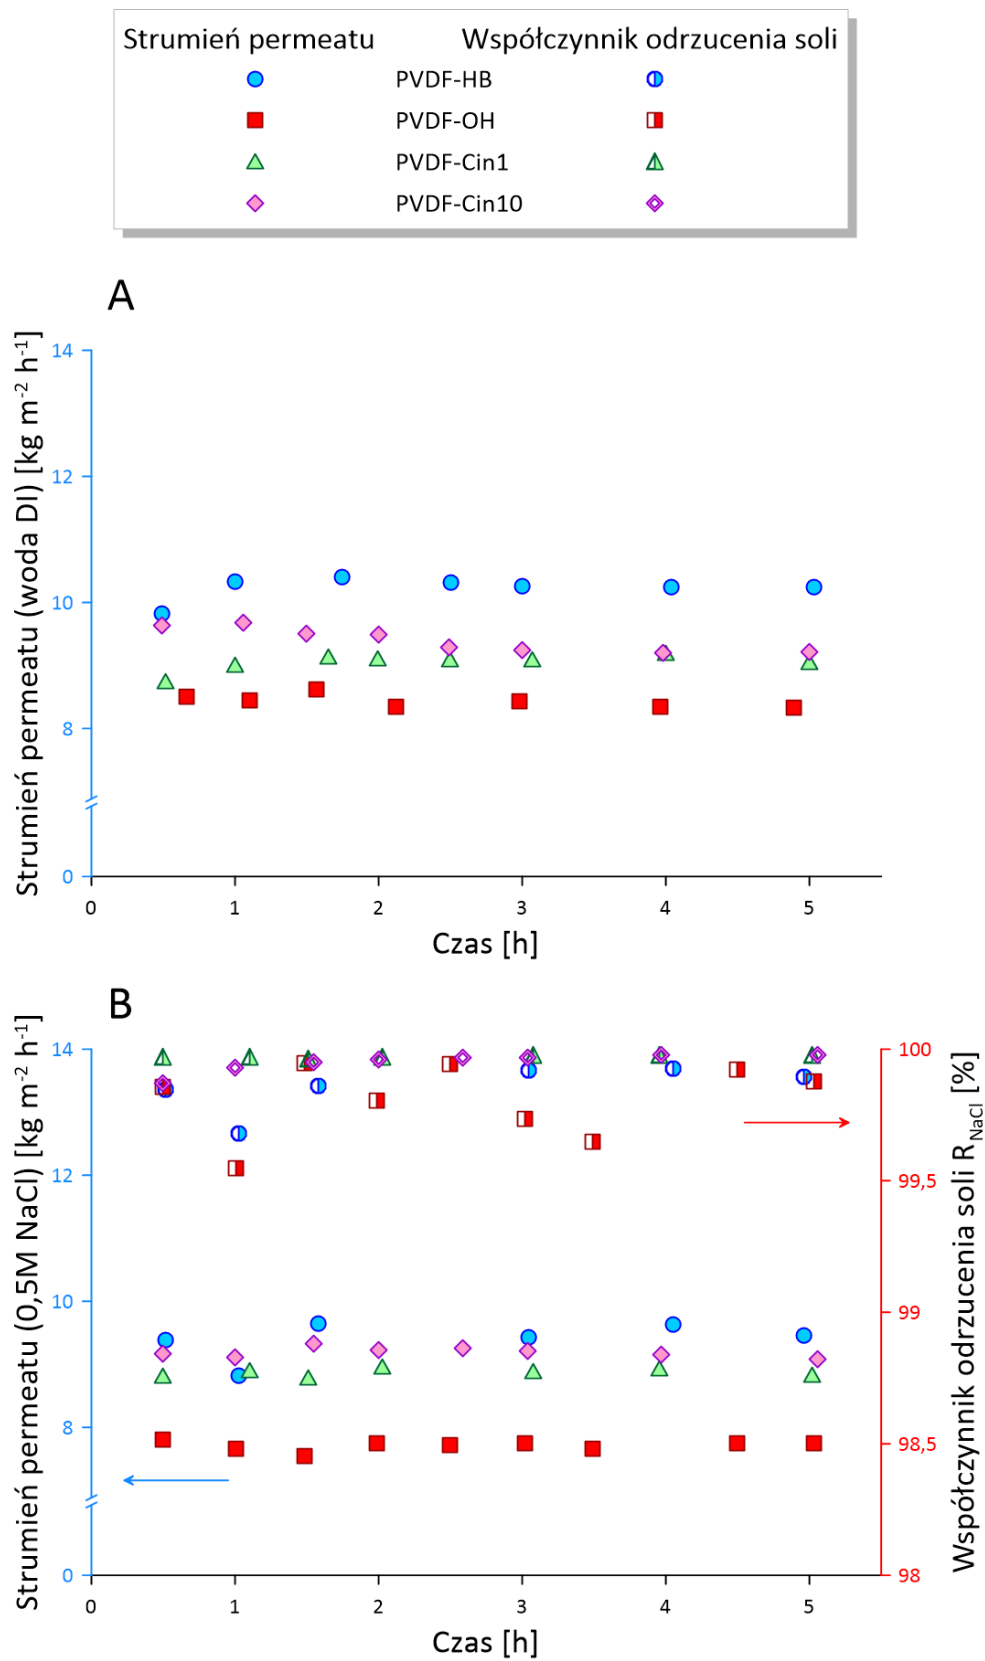 Strumień permeatu Współczynnik odrzucenia soli
PVDF-HB
PVDF-OH
PVDF-Cin1
PVDF-Cin10
A
Strumień permeatu (woda DI) [kg m⁻² h⁻¹]
14
12
10
8
0
0 1 2 3 4 5
Czas [h]
B
Strumień permeatu (0,5M NaCl) [kg m⁻² h⁻¹]
14
12
10
8
0
100
99,5
99
98,5
98
Współczynnik odrzucenia soli R_NaCl [%]
0 1 2 3 4 5
Czas [h]